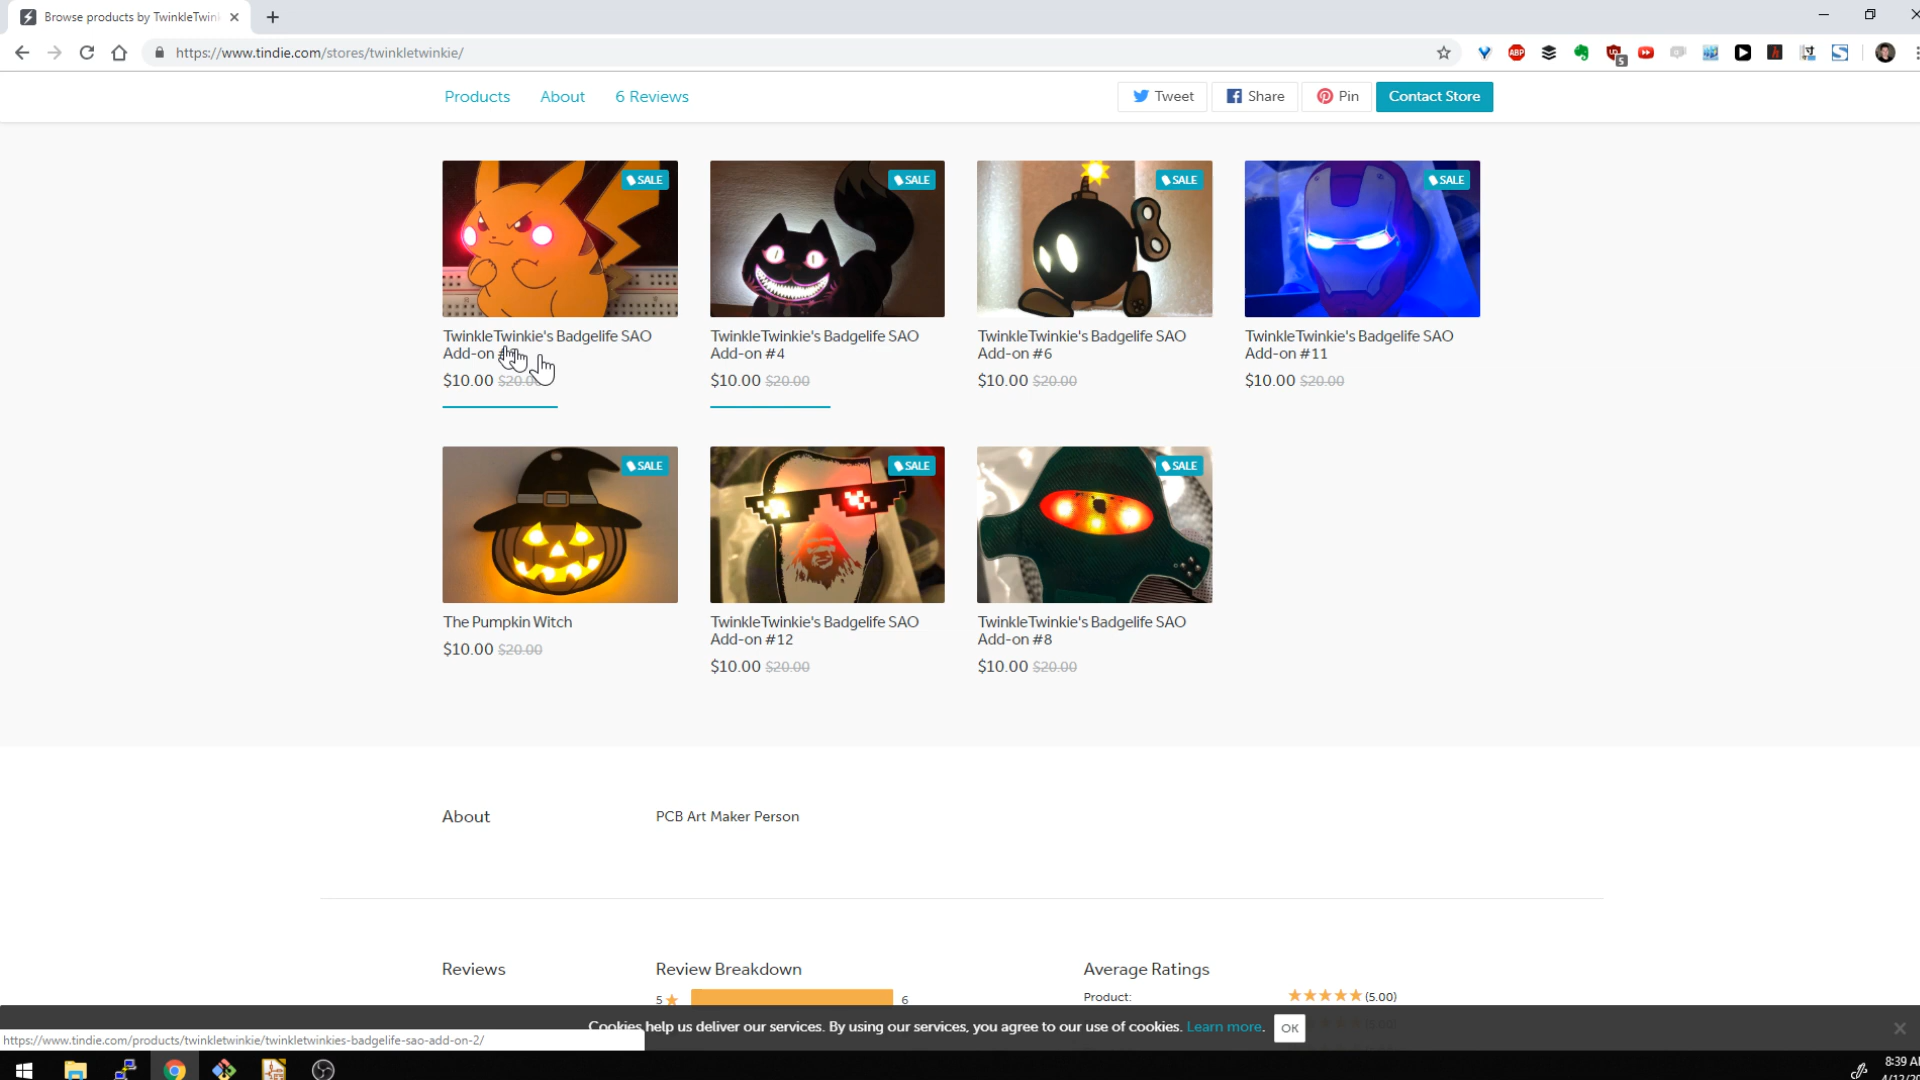 Browse products by TwinkleTwin
https://www.tindie.com/stores/twinkletwinkie/
ABP
5
Products
About
6 Reviews
Tweet
Share
Pin
Contact Store
SALE
SALE
SALE
SALE
TwinkleTwinkie's Badgelife SAO
Add-on
$10.00 $20.00
TwinkleTwinkie's Badgelife SAO
Add-on #4
$10.00 $20.00
TwinkleTwinkie's Badgelife SAO
Add-on #6
$10.00 $20.00
TwinkleTwinkie's Badgelife SAO
Add-on #11
$10.00 $20.00
SALE
SALE
SALE
The Pumpkin Witch
$10.00 $20.00
TwinkleTwinkie's Badgelife SAO
Add-on #12
$10.00 $20.00
TwinkleTwinkie's Badgelife SAO
Add-on #8
$10.00 $20.00
About
PCB Art Maker Person
Reviews
Review Breakdown
5
6
Average Ratings
Product:
(5.00)
Cookies help us deliver our services. By using our services, you agree to our use of cookies. Learn more.
OK
https://www.tindie.com/products/twinkletwinkie/twinkletwinkies-badgelife-sao-add-on-2/
8:39 A
4/12/20